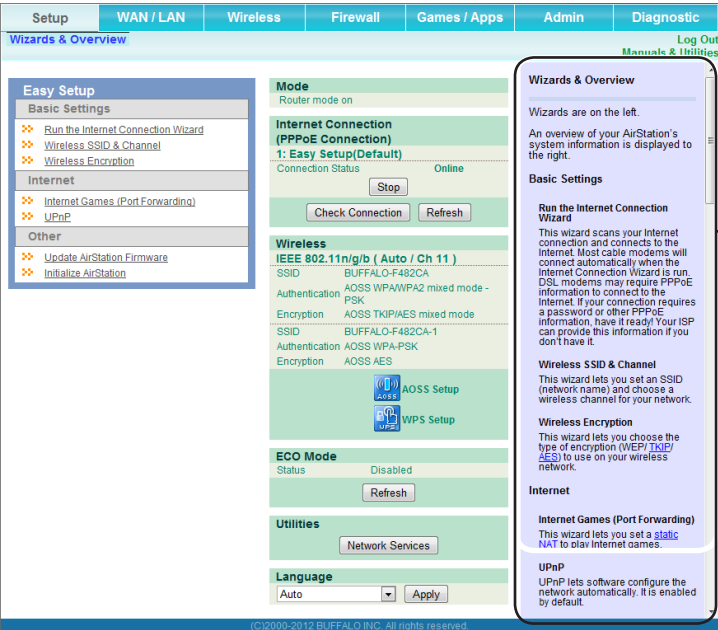 Setup WAN / LAN Wireless Firewall Games / Apps Admin Diagnostic
Wizards & Overview
Log Out
Manuals & Utilities
Easy Setup
Basic Settings
Run the Internet Connection Wizard
Wireless SSID & Channel
Wireless Encryption
Internet
Internet Games (Port Forwarding)
UPnP
Other
Update AirStation Firmware
Initialize AirStation
Mode
Router mode on
Internet Connection
(PPPoE Connection)
1: Easy Setup(Default)
Connection Status Online
Stop
Check Connection Refresh
Wireless
IEEE 802.11n/g/b ( Auto / Ch 11 )
SSID BUFFALO-F482CA
Authentication AOSS WPA/WPA2 mixed mode -
PSK
Encryption AOSS TKIP/AES mixed mode
SSID BUFFALO-F482CA-1
Authentication AOSS WPA-PSK
Encryption AOSS AES
AOSS AOSS Setup
WPS Setup
ECO Mode
Status Disabled
Refresh
Utilities
Network Services
Language
Auto Apply
Wizards & Overview
Wizards are on the left.
An overview of your AirStation's
system information is displayed to
the right.
Basic Settings
Run the Internet Connection
Wizard
This wizard scans your Internet
connection and connects to the
Internet. Most cable modems will
connect automatically when the
Internet Connection Wizard is run.
DSL modems may require PPPoE
information to connect to the
Internet. If your connection requires
a password or other PPPoE
information, have it ready! Your ISP
can provide this information if you
don't have it.
Wireless SSID & Channel
This wizard lets you set an SSID
(network name) and choose a
wireless channel for your network.
Wireless Encryption
This wizard lets you choose the
type of encryption (WEP/ TKIP/
AES) to use on your wireless
network.
Internet
Internet Games (Port Forwarding)
This wizard lets you set a static
NAT to play Internet games.
UPnP
UPnP lets software configure the
network automatically. It is enabled
by default.
(C)2000-2012 BUFFALO INC. All rights reserved.